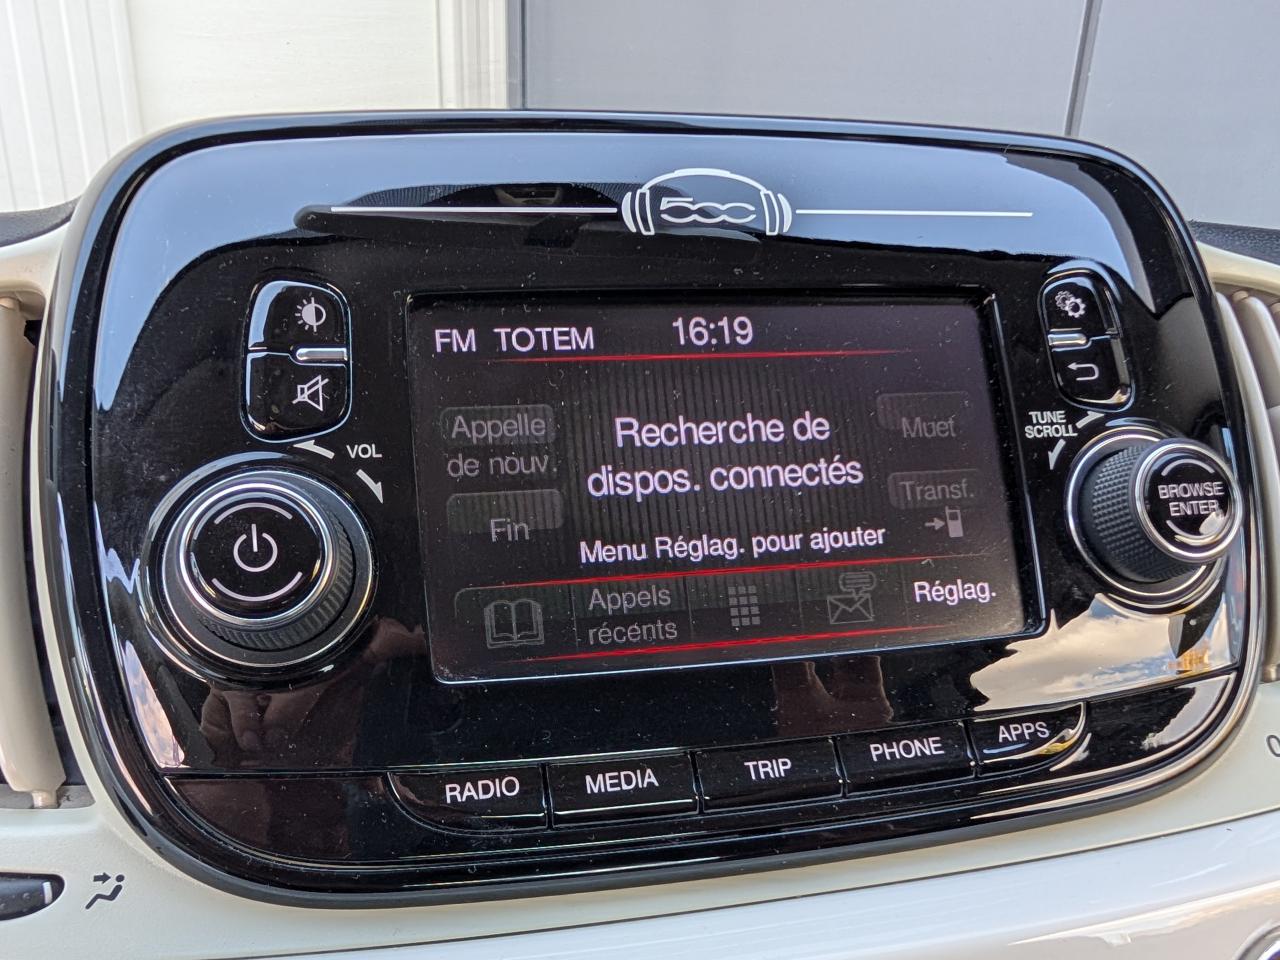 500
FM TOTEM 16:19
Appelle
de nouv.
Fin
Recherche de
dispos. connectés
Menu Réglag. pour ajouter
Muet
Transf.
Appels
récents
Réglag.
VOL
TUNE
SCROLL
BROWSE
ENTER
RADIO
MEDIA
TRIP
PHONE
APPS
0